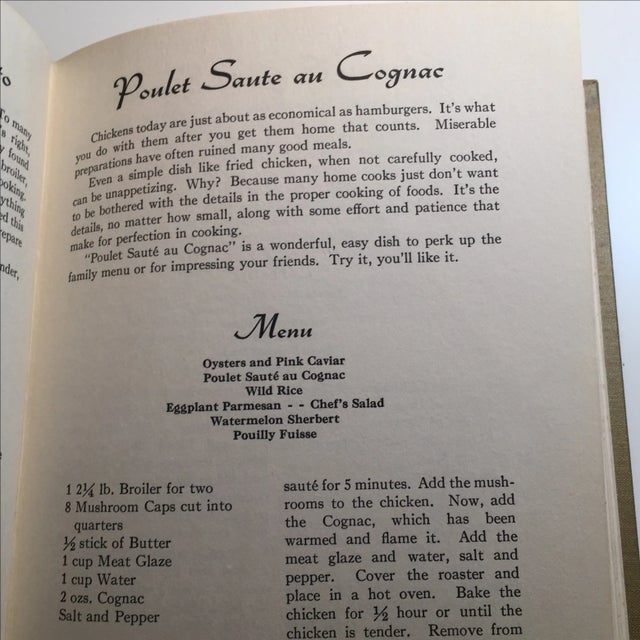 To many
right,
found
broiler,
oking.
ything
ed this
epare
nder,
Poulet Saute au Cognac
Chickens today are just about as economical as hamburgers. It's what
you do with them after you get them home that counts. Miserable
preparations have often ruined many good meals.
Even a simple dish like fried chicken, when not carefully cooked,
can be unappetizing. Why? Because many home cooks just don't want
to be bothered with the details in the proper cooking of foods. It's the
details, no matter how small, along with some effort and patience that
make for perfection in cooking.
"Poulet Sauté au Cognac" is a wonderful, easy dish to perk up the
family menu or for impressing your friends. Try it, you'll like it.
Menu
Oysters and Pink Caviar
Poulet Sauté au Cognac
Wild Rice
Eggplant Parmesan - - Chef's Salad
Watermelon Sherbert
Pouilly Fuisse
1 2¼ lb. Broiler for two
8 Mushroom Caps cut into
quarters
½ stick of Butter
1 cup Meat Glaze
1 cup Water
2 ozs. Cognac
Salt and Pepper
sauté for 5 minutes. Add the mush-
rooms to the chicken. Now, add
the Cognac, which has been
warmed and flame it. Add the
meat glaze and water, salt and
pepper. Cover the roaster and
place in a hot oven. Bake the
chicken for ½ hour or until the
chicken is tender. Remove from